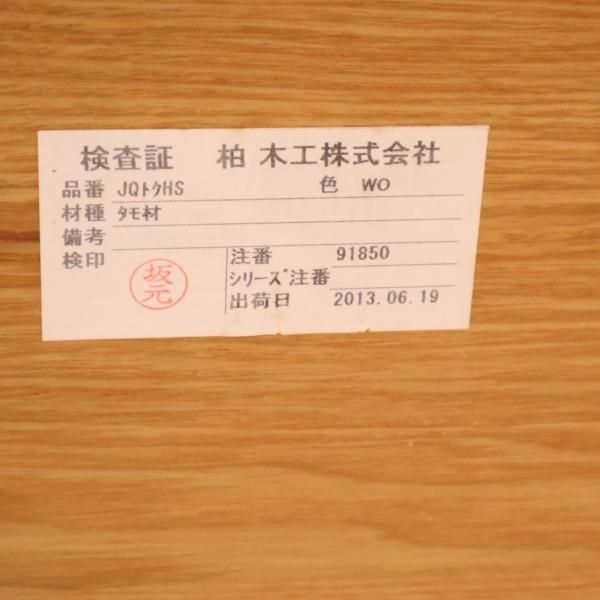 検査証 柏木工株式会社
品番 JQﾄｸHS 色 WO
材種 タモ材
備考
検印 坂元
注番 91850
シリーズ注番
出荷日 2013.06.19